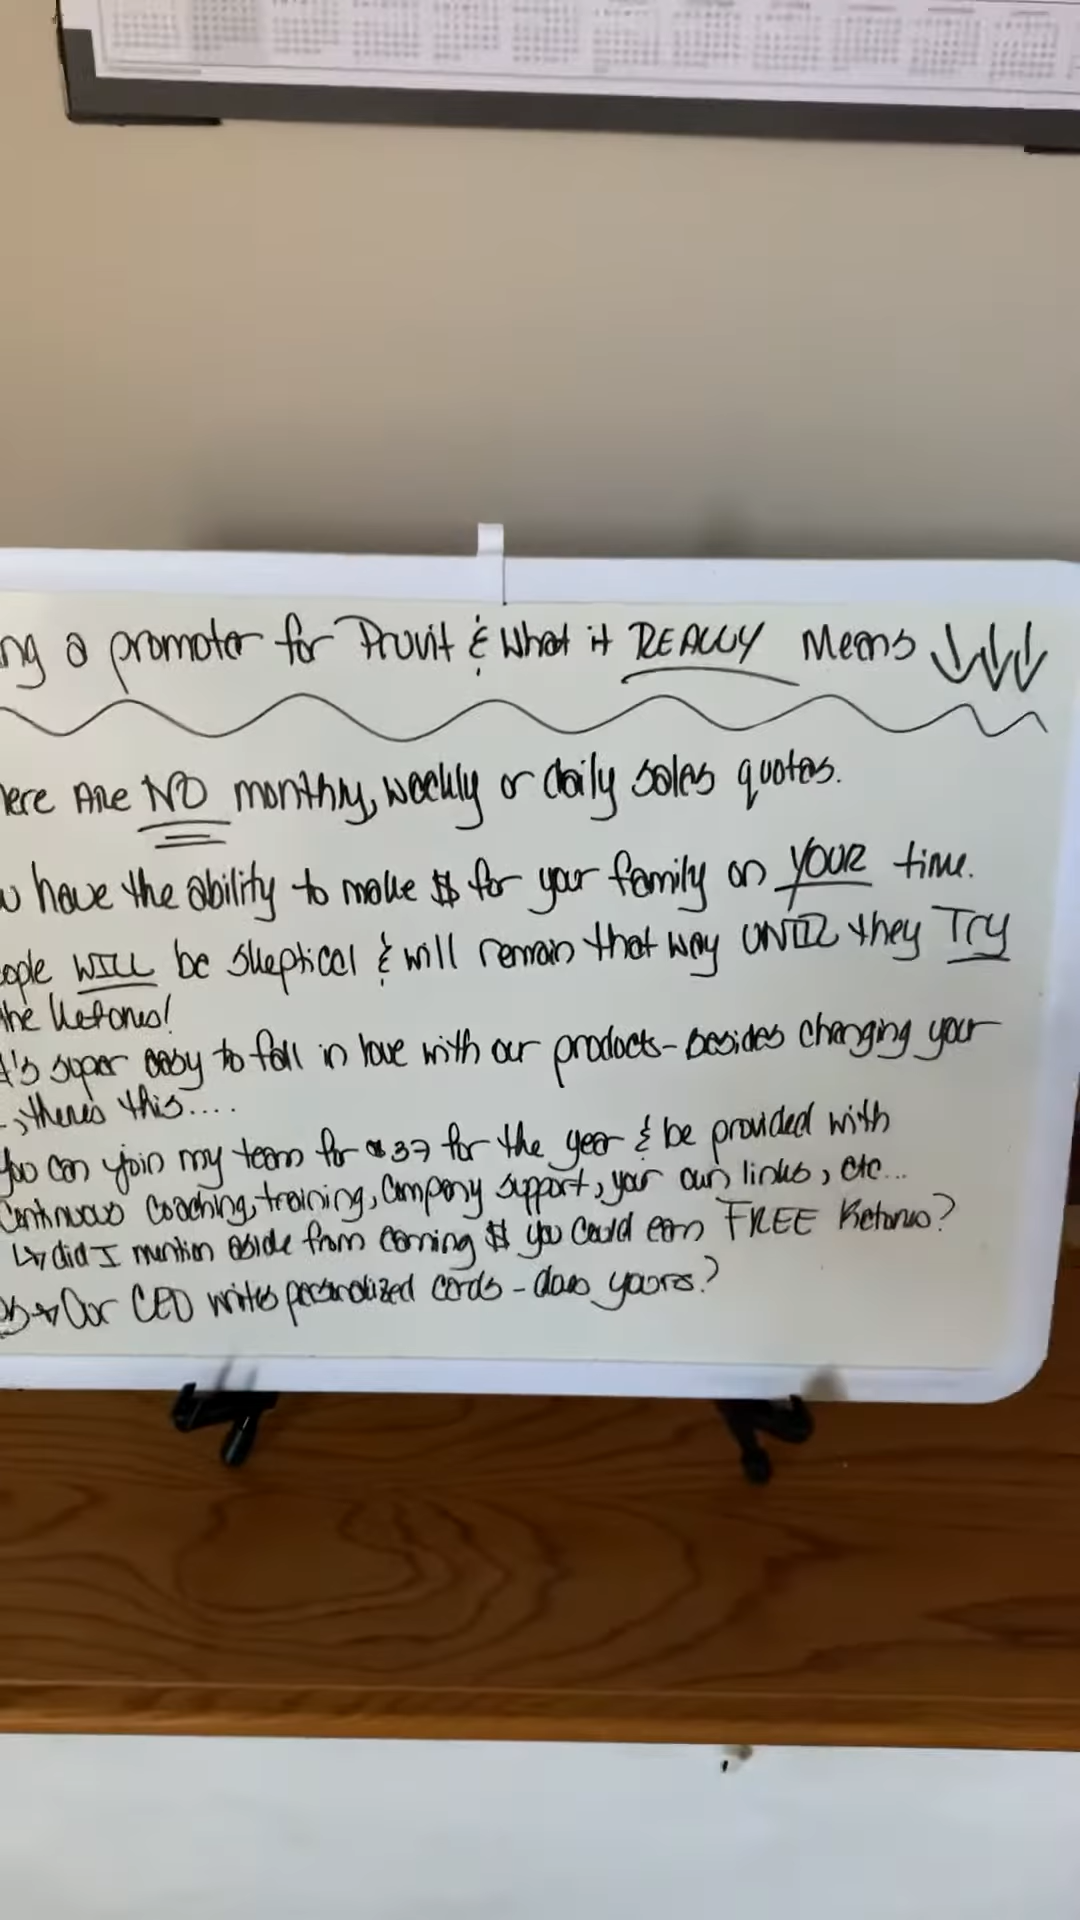 ng a promoter for Pruvit & What it REALLY Means
here Are NO monthly, weekly or daily sales quotas.
u have the ability to make $ for your family on YOUR time.
eople WILL be skeptical & will remain that way UNTIL they Try
the Ketones!
t's super easy to fall in love with our products - besides changing your
, theres this....
You can join my team for $37 for the year & be provided with
Continuous coaching, training, Company support, your own links, etc...
↳ did I mention aside from earning $ you could earn FREE Ketones?
Our CEO writes personalized cards - does yours?